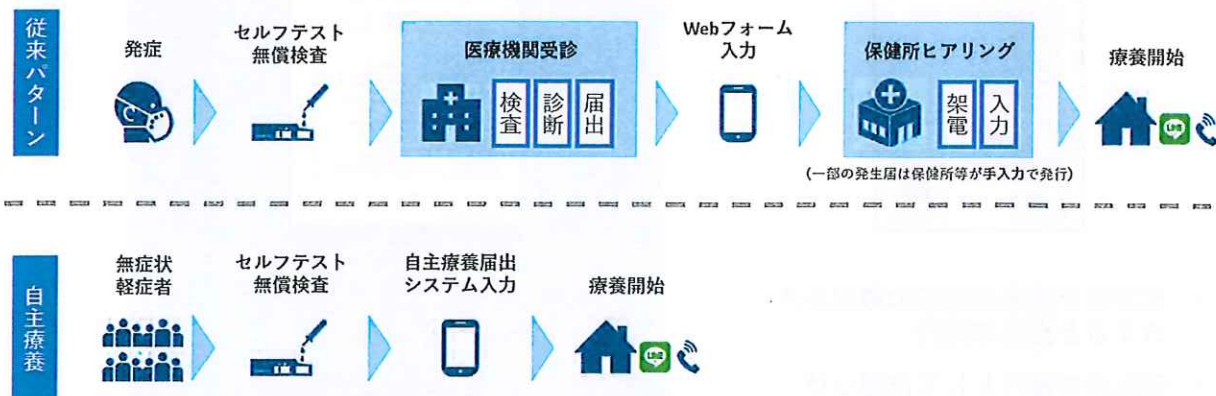 従来パターン
発症
セルフテスト
無償検査
医療機関受診
検査
診断
届出
Webフォーム
入力
保健所ヒアリング
架電
入力
療養開始
LINE
(一部の発生届は保健所等が手入力で発行)
自主療養
無症状
軽症者
セルフテスト
無償検査
自主療養届出
システム入力
療養開始
LINE